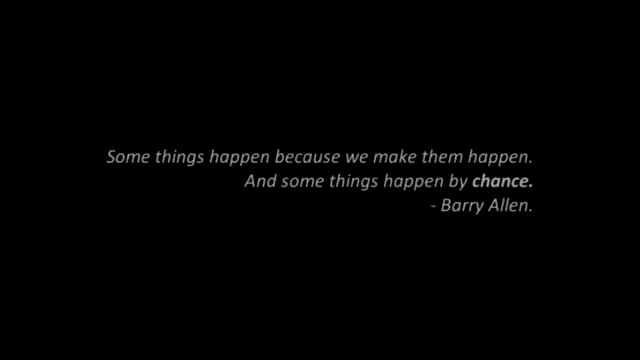 Some things happen because we make them happen.
And some things happen by chance.
- Barry Allen.